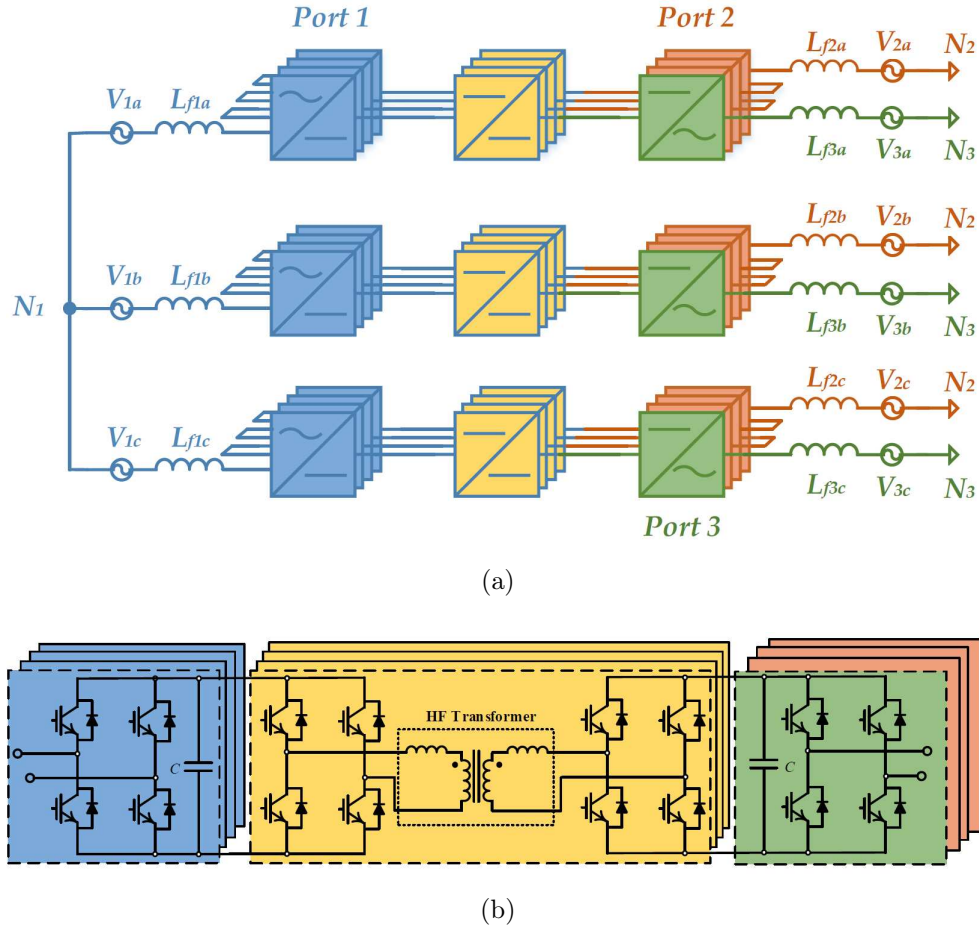 Port 1
Port 2
V1a
Lf1a
Lf2a
V2a
N2
Lf3a
V3a
N3
N1
V1b
Lf1b
Lf2b
V2b
N2
Lf3b
V3b
N3
V1c
Lf1c
Lf2c
V2c
N2
Lf3c
V3c
N3
Port 3
(a)
HF Transformer
C
C
(b)